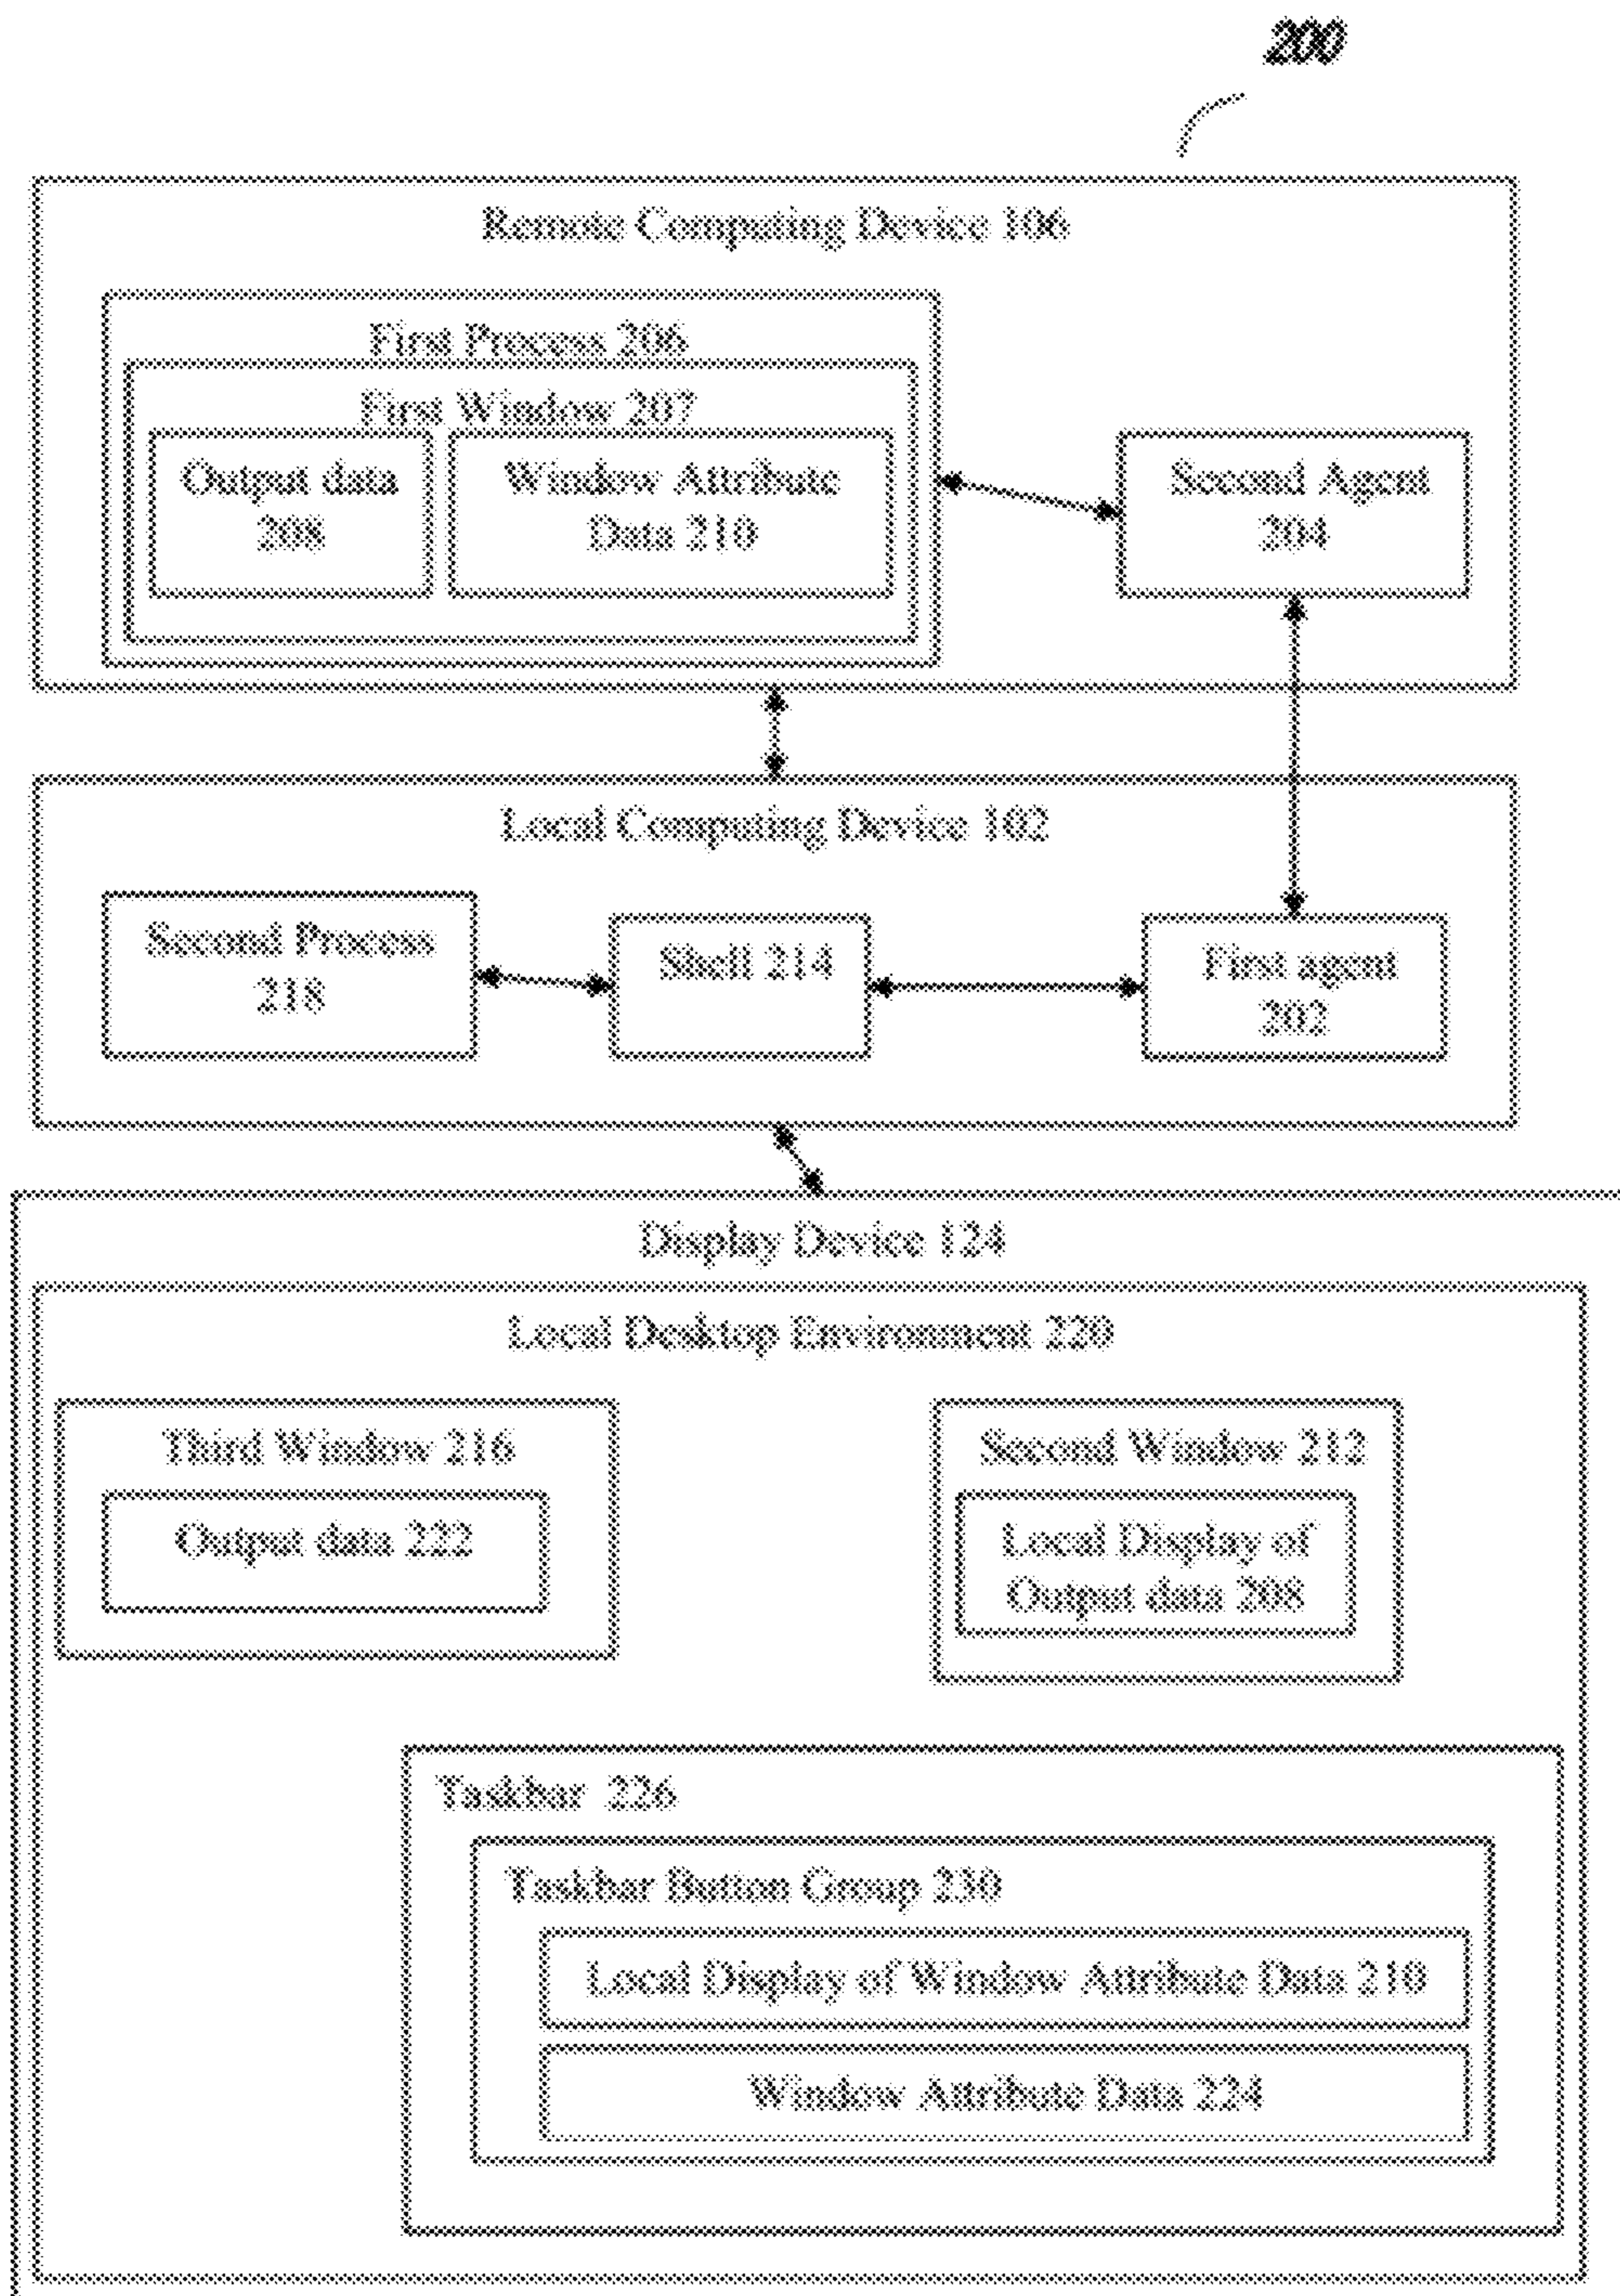 200
Remote Computing Device 106
First Process 206
First Window 207
Output data
208
Window Attribute
Data 210
Second Agent
204
Local Computing Device 102
Second Process
218
Shell 214
First agent
202
Display Device 124
Local Desktop Environment 220
Third Window 216
Output data 222
Second Window 212
Local Display of
Output data 208
Taskbar 226
Taskbar Button Group 230
Local Display of Window Attribute Data 210
Window Attribute Data 224